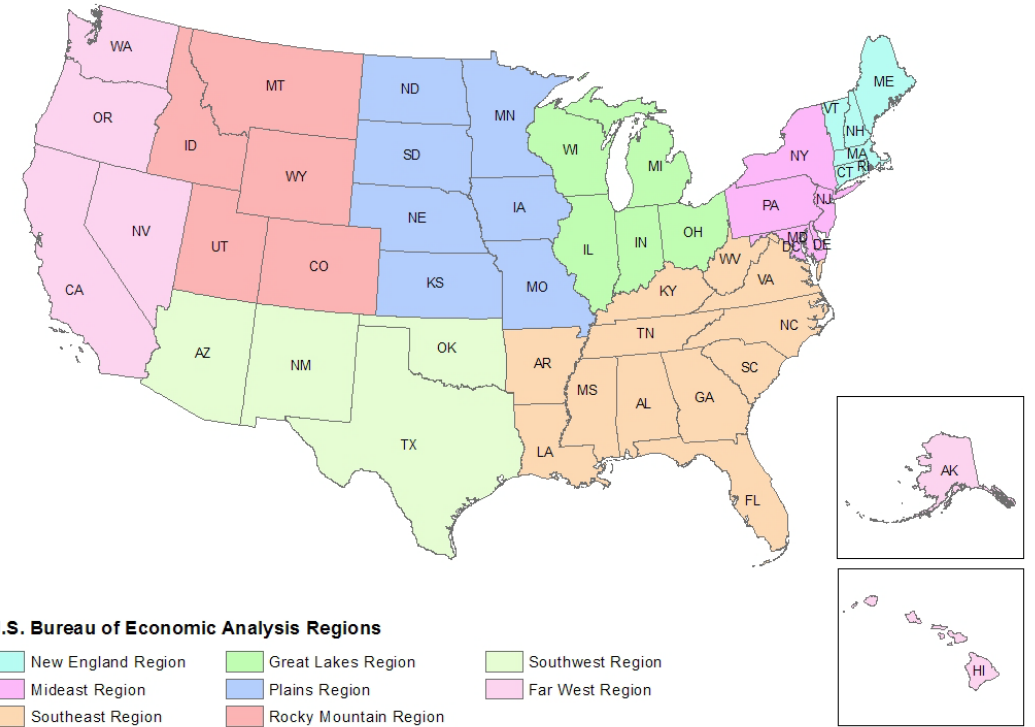 WA
MT
ND
MN
ME
VT
NH
OR
ID
SD
WI
MI
NY
MA
CT
RI
WY
NE
IA
PA
NJ
NV
UT
CO
KS
MO
IL
IN
OH
MD
DC
DE
WV
VA
KY
CA
AZ
NM
OK
AR
TN
NC
SC
MS
AL
GA
TX
LA
FL
AK
HI
.S. Bureau of Economic Analysis Regions
New England Region
Great Lakes Region
Southwest Region
Mideast Region
Plains Region
Far West Region
Southeast Region
Rocky Mountain Region